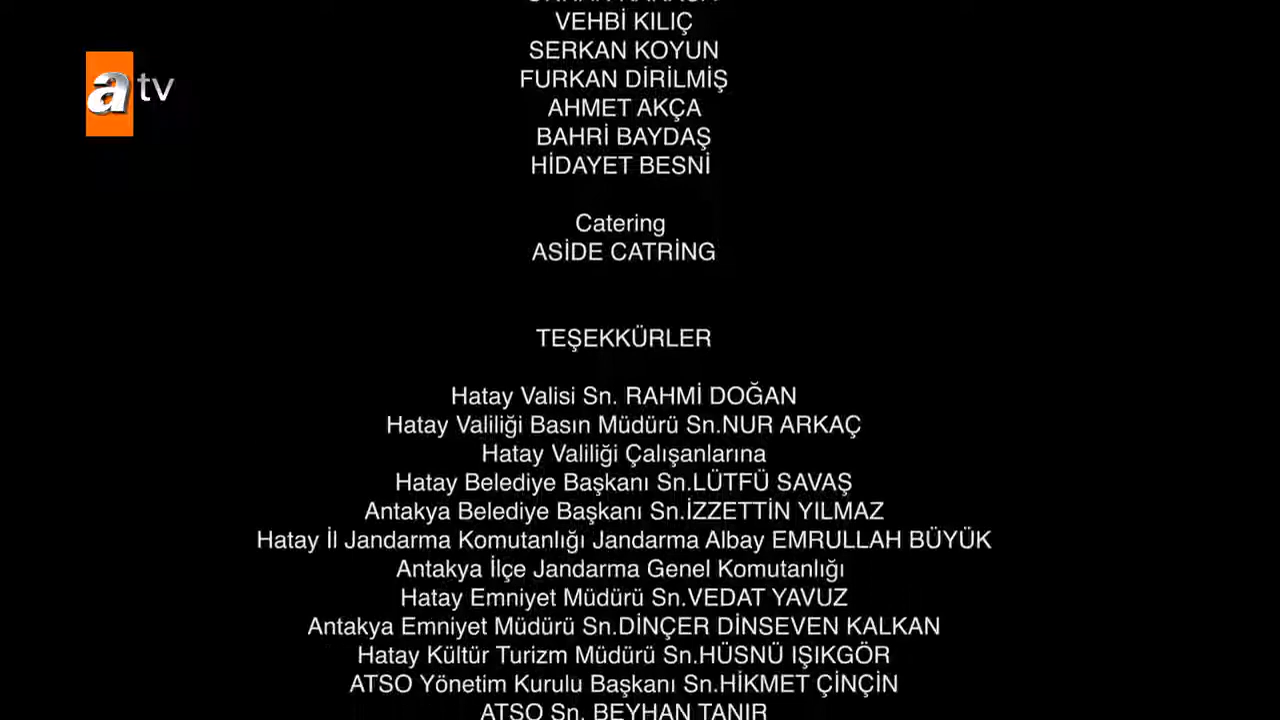 VEHBİ KILIÇ
SERKAN KOYUN
FURKAN DİRİLMİŞ
AHMET AKÇA
BAHRİ BAYDAŞ
HİDAYET BESNİ
atv
Catering
ASİDE CATRİNG
TEŞEKKÜRLER
Hatay Valisi Sn. RAHMİ DOĞAN
Hatay Valiliği Basın Müdürü Sn.NUR ARKAÇ
Hatay Valiliği Çalışanlarına
Hatay Belediye Başkanı Sn.LÜTFÜ SAVAŞ
Antakya Belediye Başkanı Sn.İZZETTİN YILMAZ
Hatay İl Jandarma Komutanlığı Jandarma Albay EMRULLAH BÜYÜK
Antakya İlçe Jandarma Genel Komutanlığı
Hatay Emniyet Müdürü Sn.VEDAT YAVUZ
Antakya Emniyet Müdürü Sn.DİNÇER DİNSEVEN KALKAN
Hatay Kültür Turizm Müdürü Sn.HÜSNÜ IŞIKGÖR
ATSO Yönetim Kurulu Başkanı Sn.HİKMET ÇİNÇİN
ATSO Sn. BEYHAN TANIR